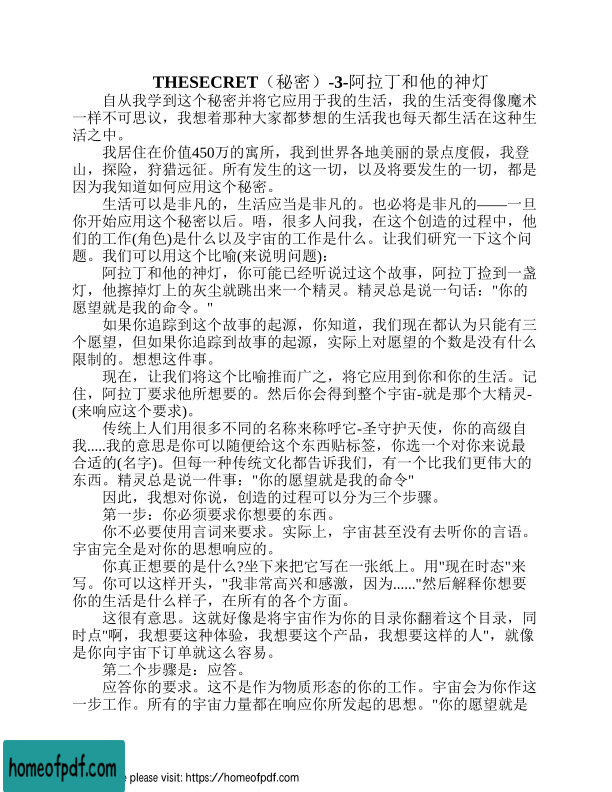 THESECRET（秘密）-3-阿拉丁和他的神灯
自从我学到这个秘密并将它应用于我的生活，我的生活变得像魔术
一样不可思议，我想着那种大家都梦想的生活我也每天都生活在这种生
活之中。
我居住在价值450万的寓所，我到世界各地美丽的景点度假，我登
山，探险，狩猎远征。所有发生的这一切，以及将要发生的一切，都是
因为我知道如何应用这个秘密。
生活可以是非凡的，生活应当是非凡的。也必将是非凡的——一旦
你开始应用这个秘密以后。唔，很多人问我，在这个创造的过程中，他
们的工作(角色)是什么以及宇宙的工作是什么。让我们研究一下这个问
题。我们可以用这个比喻(来说明问题)：
阿拉丁和他的神灯，你可能已经听说过这个故事，阿拉丁捡到一盏
灯，他擦掉灯上的灰尘就跳出来一个精灵。精灵总是说一句话："你的
愿望就是我的命令。"
如果你追踪到这个故事的起源，你知道，我们现在都认为只能有三
个愿望，但如果你追踪到故事的起源，实际上对愿望的个数是没有什么
限制的。想想这件事。
现在，让我们将这个比喻推而广之，将它应用到你和你的生活。记
住，阿拉丁要求他所想要的。然后你会得到整个宇宙-就是那个大精灵-
(来响应这个要求)。
传统上人们用很多不同的名称来称呼它-圣守护天使，你的高级自
我.....我的意思是你可以随便给这个东西贴标签，你选一个对你来说最
合适的(名字)。但每一种传统文化都告诉我们，有一个比我们更伟大的
东西。精灵总是说一件事："你的愿望就是我的命令"
因此，我想对你说，创造的过程可以分为三个步骤。
第一步：你必须要求你想要的东西。
你不必要使用言词来要求。实际上，宇宙甚至没有去听你的言语。
宇宙完全是对你的思想响应的。
你真正想要的是什么?坐下来把它写在一张纸上。用"现在时态"来
写。你可以这样开头，"我非常高兴和感激，因为......"然后解释你想要
你的生活是什么样子，在所有的各个方面。
这很有意思。这就好像是将宇宙作为你的目录你翻着这个目录，同
时点"啊，我想要这种体验，我想要这个产品，我想要这样的人"，就像
是你向宇宙下订单就这么容易。
第二个步骤是：应答。
应答你的要求。这不是作为物质形态的你的工作。宇宙会为你作这
一步工作。所有的宇宙力量都在响应你所发起的思想。"你的愿望就是
homeofpdf.com
e please visit: https://homeofpdf.com